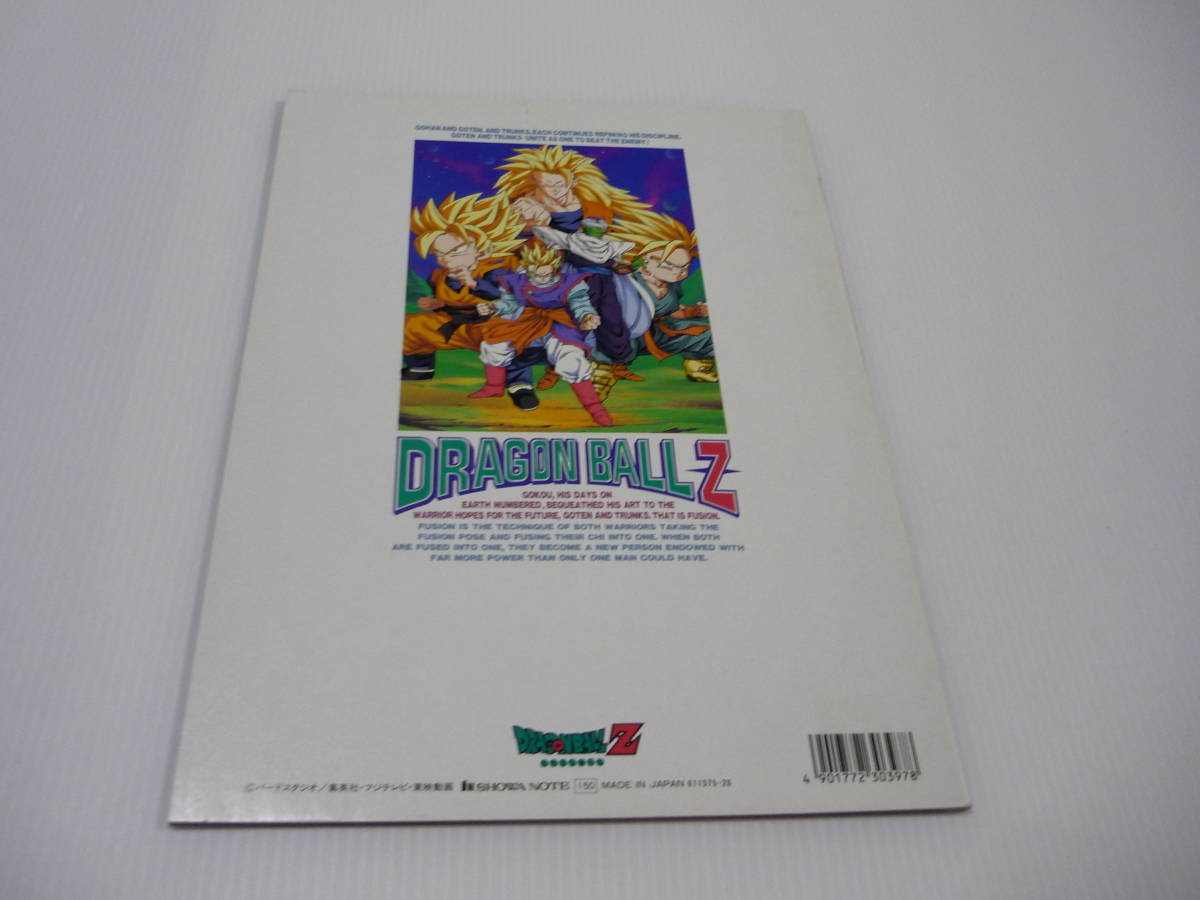 GOHAN AND GOTEN, AND TRUNKS. EACH CONTINUES REFINING HIS DISCIPLINE.
GOTEN AND TRUNKS. UNITE AS ONE TO BEAT THE ENEMY!
DRAGON BALL Z
GOKOU, HIS DAYS ON
EARTH NUMBERED, BEQUEATHED HIS ART TO THE
WARRIOR HOPES FOR THE FUTURE, GOTEN AND TRUNKS. THAT IS FUSION.
FUSION IS THE TECHNIQUE OF BOTH WARRIORS TAKING THE
FUSION POSE AND FUSING THEIR CHI INTO ONE. WHEN BOTH
ARE FUSED INTO ONE, THEY BECOME A NEW PERSON ENDOWED WITH
FAR MORE POWER THAN ONLY ONE MAN COULD HAVE.
DRAGONBALL Z
©バードスタジオ/集英社・フジテレビ・東映動画 SHOWA NOTE 150 MADE IN JAPAN 611575-26
4 901772 303978